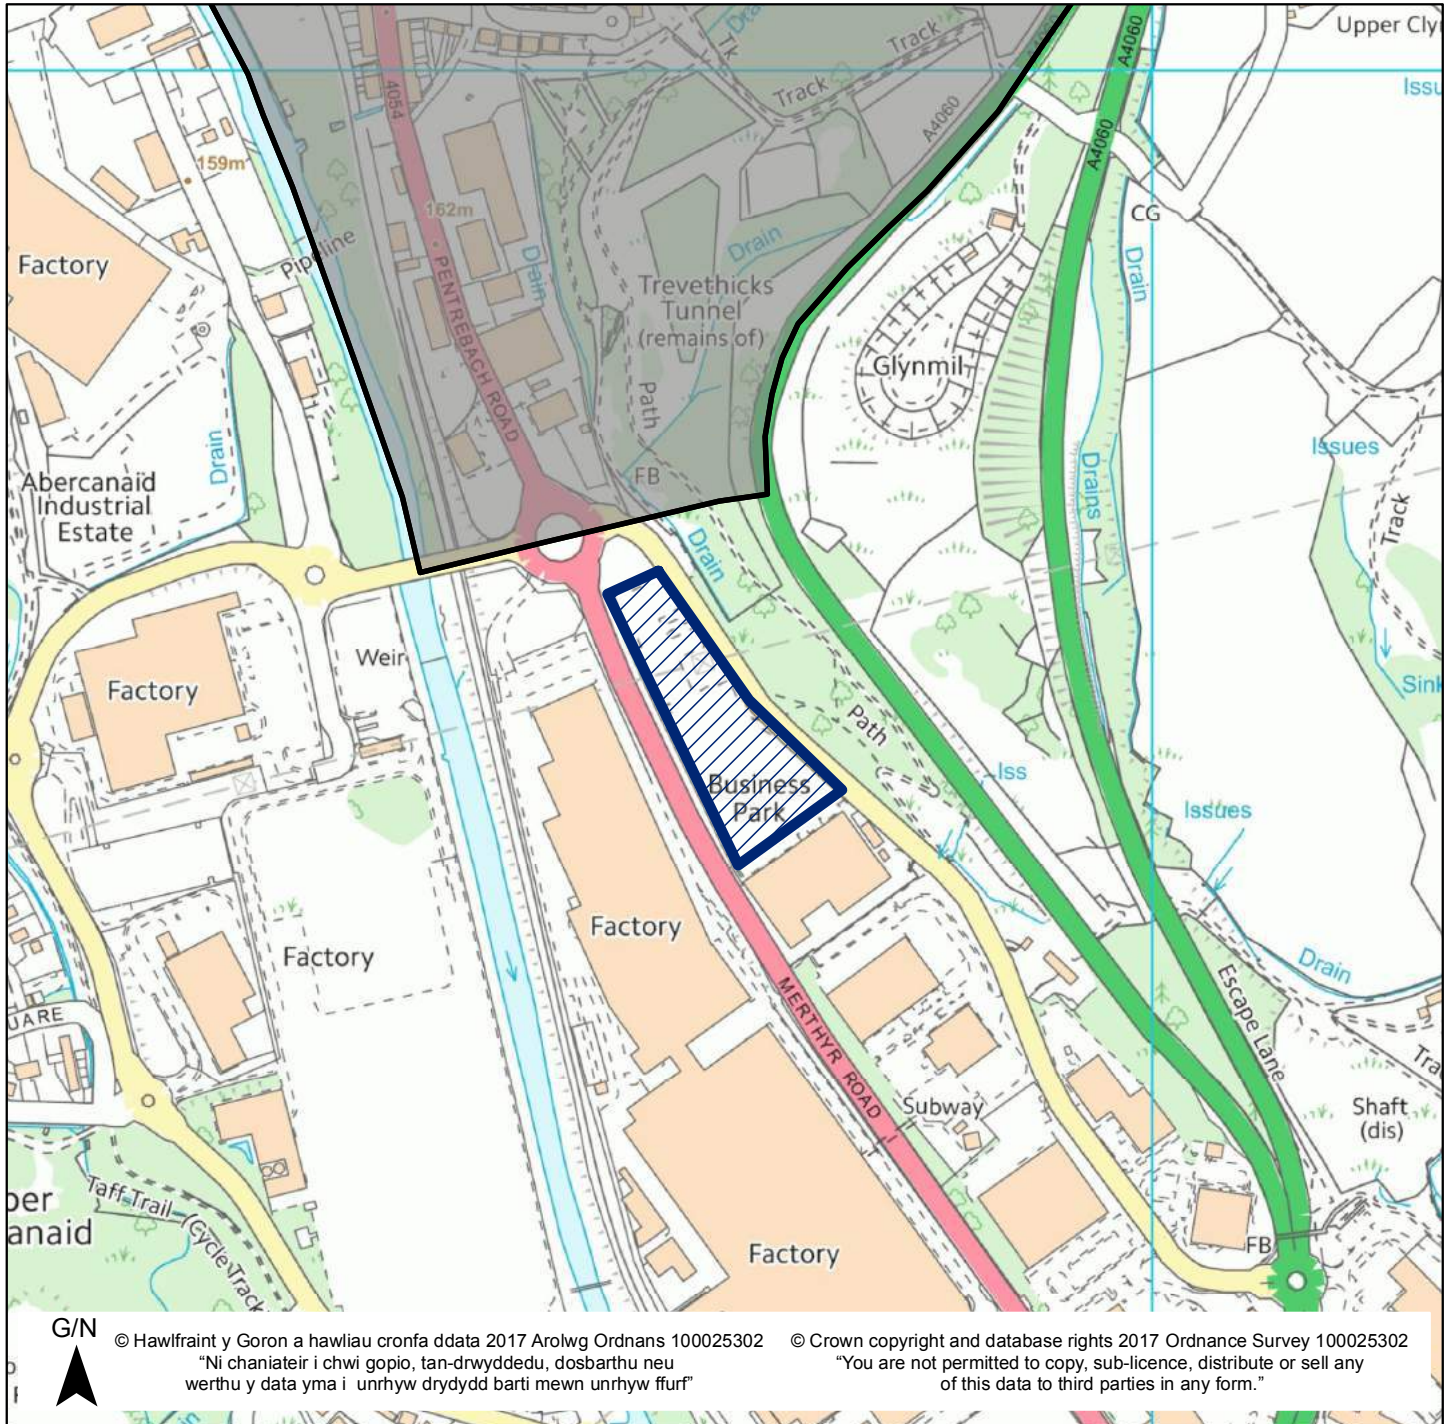 Upper Cly
A4060
Track
Tk
Issu
4054
Track
A4060
A4060
159m
162m
CG
Pipeline
Drain
Drain
Drain
Factory
PENTREBACH ROAD
Trevethicks
Tunnel
(remains of)
Glynmil
Path
Issues
Drain
FB
Drains
Abercanaid
Industrial
Estate
Track
Drain
Weir
Factory
Sink
Path
Business
Park
Iss
Issues
Factory
Factory
Drain
MERTHYR ROAD
Escape Lane
UARE
Subway
Shaft
(dis)
Taff Trail (Cycle Track)
per
anaid
Factory
FB
G/N
© Hawlfraint y Goron a hawliau cronfa ddata 2017 Arolwg Ordnans 100025302
“Ni chaniateir i chwi gopio, tan-drwyddedu, dosbarthu neu
werthu y data yma i unrhyw drydydd barti mewn unrhyw ffurf”
© Crown copyright and database rights 2017 Ordnance Survey 100025302
“You are not permitted to copy, sub-licence, distribute or sell any
of this data to third parties in any form.”